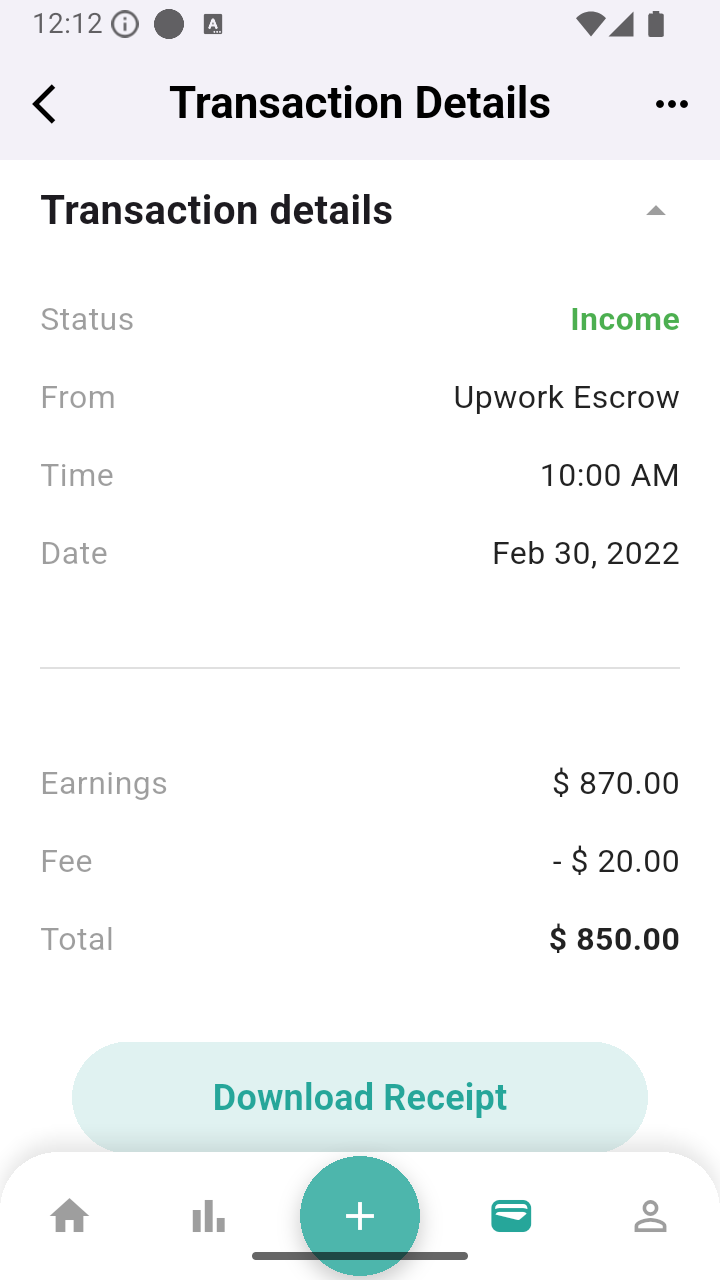 12:12
Transaction Details
Transaction details
Status Income
From Upwork Escrow
Time 10:00 AM
Date Feb 30, 2022
Earnings $ 870.00
Fee - $ 20.00
Total $ 850.00
Download Receipt